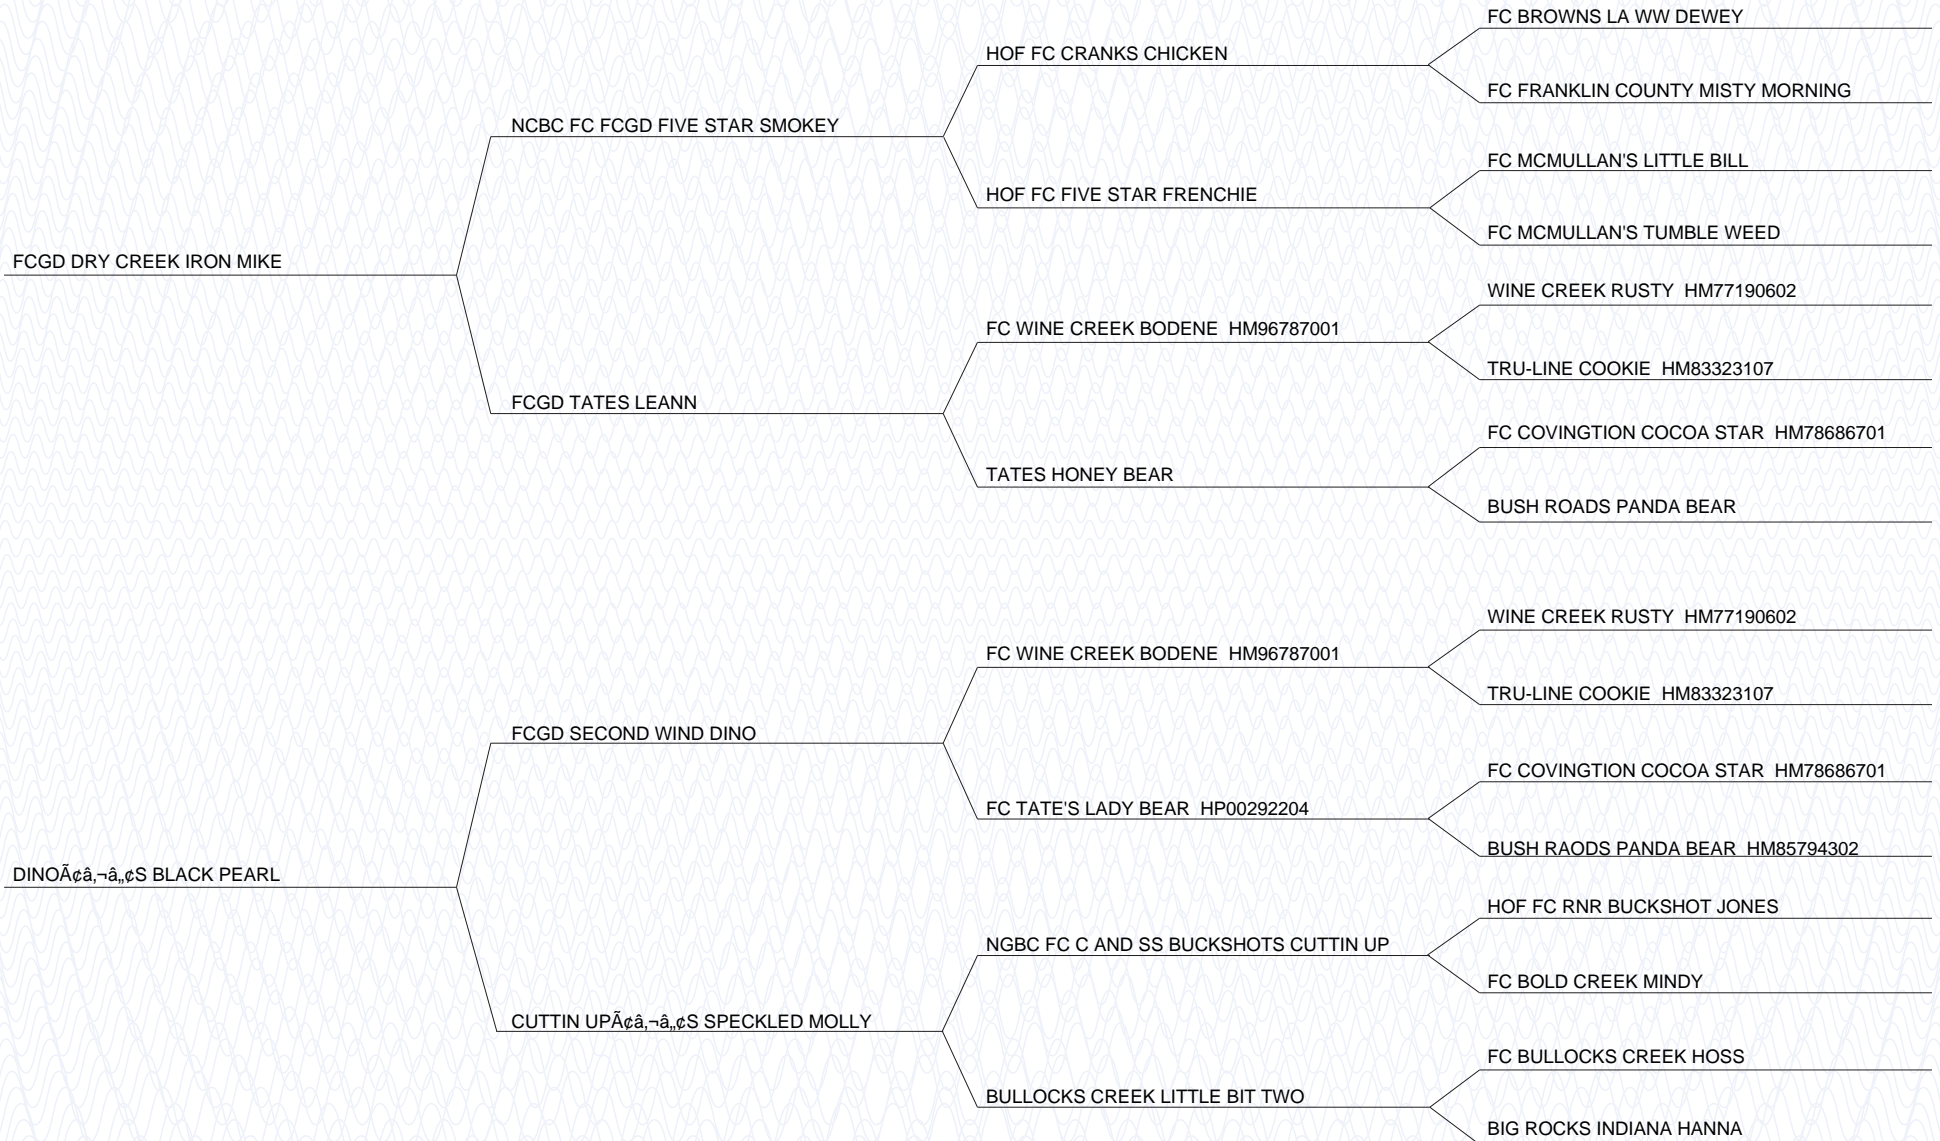 FC BROWNS LA WW DEWEY
HOF FC CRANKS CHICKEN
FC FRANKLIN COUNTY MISTY MORNING
NCBC FC FCGD FIVE STAR SMOKEY
FC MCMULLAN'S LITTLE BILL
HOF FC FIVE STAR FRENCHIE
FC MCMULLAN'S TUMBLE WEED
FCGD DRY CREEK IRON MIKE
WINE CREEK RUSTY HM77190602
FC WINE CREEK BODENE HM96787001
TRU-LINE COOKIE HM83323107
FCGD TATES LEANN
FC COVINGTION COCOA STAR HM78686701
TATES HONEY BEAR
BUSH ROADS PANDA BEAR
WINE CREEK RUSTY HM77190602
FC WINE CREEK BODENE HM96787001
TRU-LINE COOKIE HM83323107
FCGD SECOND WIND DINO
FC COVINGTION COCOA STAR HM78686701
FC TATE'S LADY BEAR HP00292204
BUSH RAODS PANDA BEAR HM85794302
DINOÃ¢â‚¬â„¢S BLACK PEARL
HOF FC RNR BUCKSHOT JONES
NGBC FC C AND SS BUCKSHOTS CUTTIN UP
FC BOLD CREEK MINDY
CUTTIN UPÃ¢â‚¬â„¢S SPECKLED MOLLY
FC BULLOCKS CREEK HOSS
BULLOCKS CREEK LITTLE BIT TWO
BIG ROCKS INDIANA HANNA